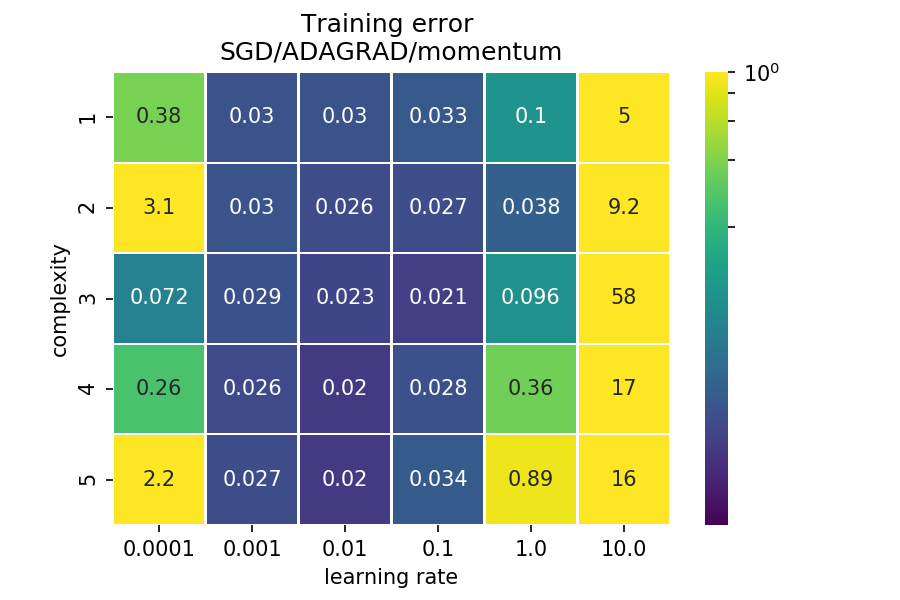 Training error
SGD/ADAGRAD/momentum
10⁰
1 0.38 0.03 0.03 0.033 0.1 5
2 3.1 0.03 0.026 0.027 0.038 9.2
3 0.072 0.029 0.023 0.021 0.096 58
4 0.26 0.026 0.02 0.028 0.36 17
5 2.2 0.027 0.02 0.034 0.89 16
complexity
0.0001 0.001 0.01 0.1 1.0 10.0
learning rate